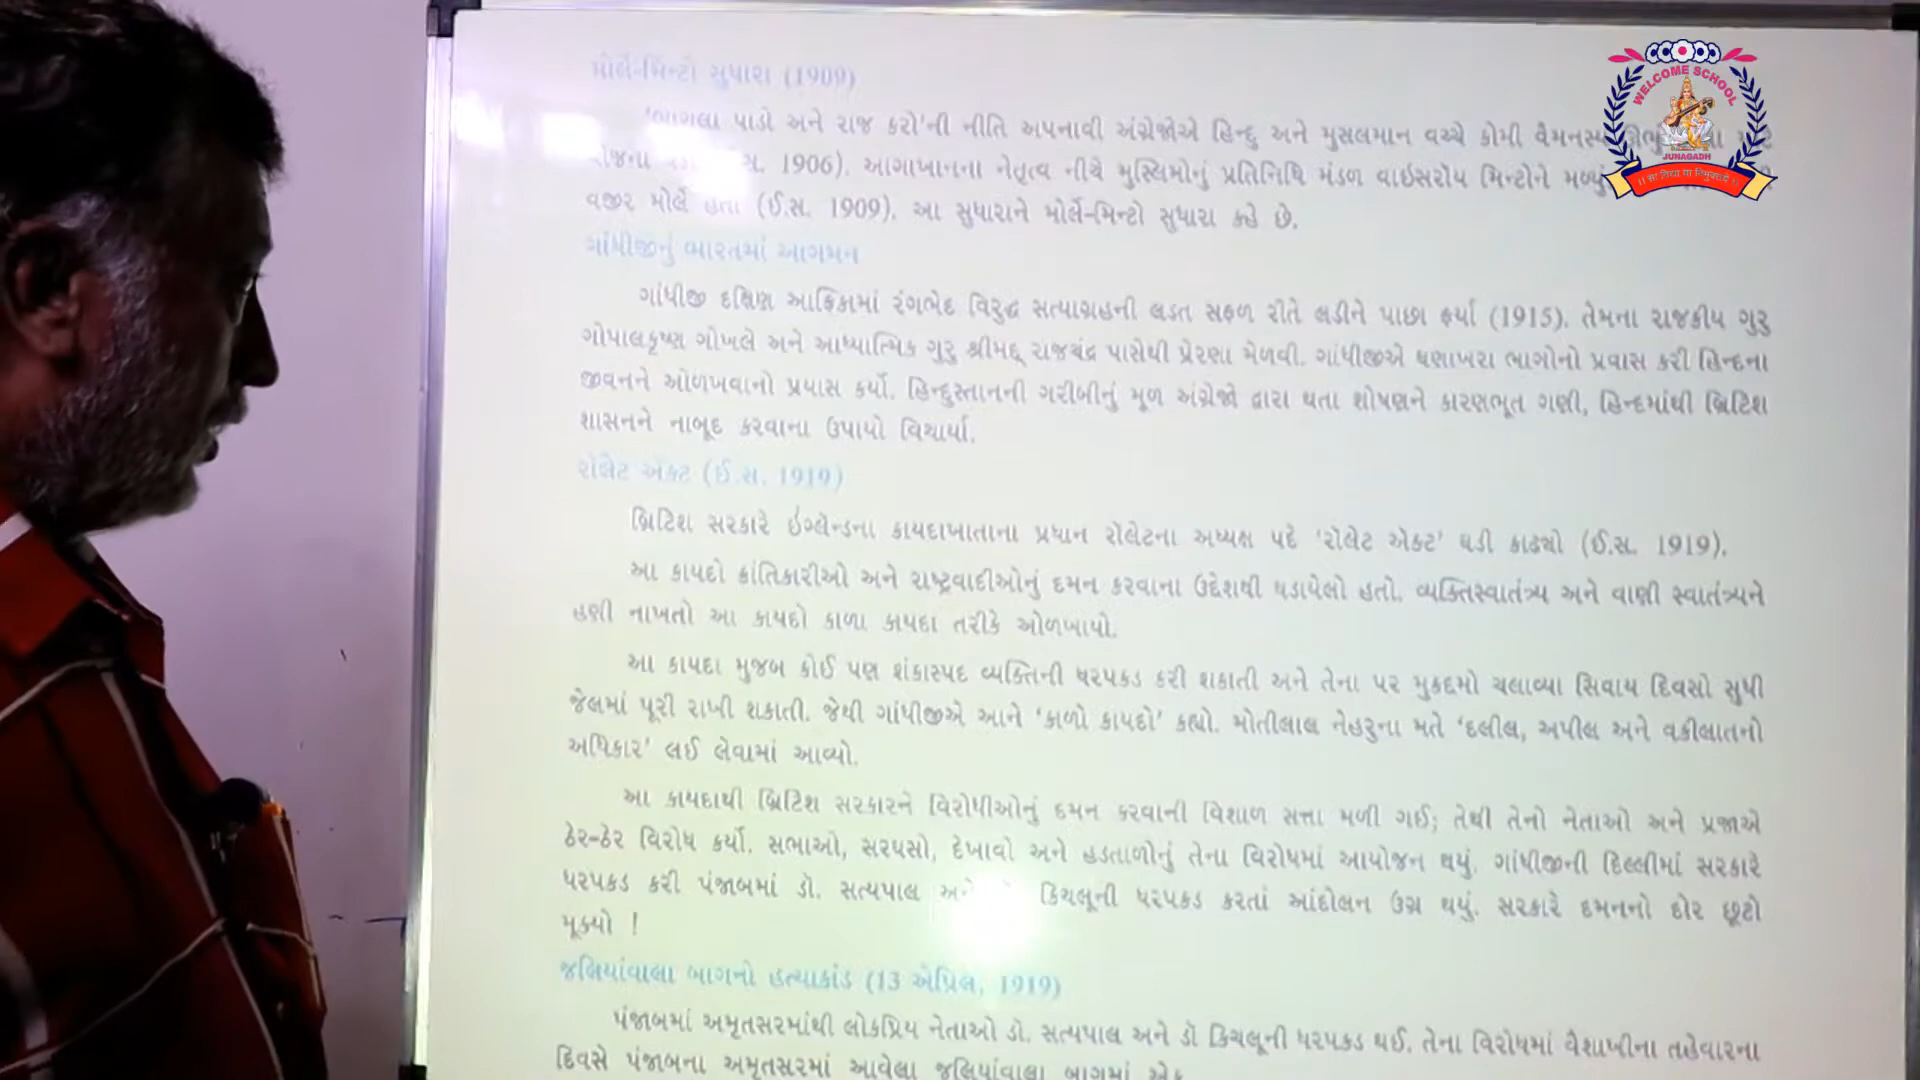 મોર્લે-મિન્ટો સુધારા (1909)
'ભાગલા પાડો અને રાજ કરો'ની નીતિ અપનાવી અંગ્રેજોએ હિન્દુ અને મુસલમાન વચ્ચે કોમી વૈમનસ્ય
યોજના સ. 1906). આગાખાનના નેતૃત્વ નીચે મુસ્લિમોનું પ્રતિનિધિ મંડળ વાઇસરૉય મિન્ટોને મળ્યું
વજીર મોર્લે હતા (ઈ.સ. 1909). આ સુધારાને મોર્લે-મિન્ટો સુધારા કહે છે.
ગાંધીજીનું ભારતમાં આગમન
ગાંધીજી દક્ષિણ આફ્રિકામાં રંગભેદ વિરુદ્ધ સત્યાગ્રહની લડત સફળ રીતે લડીને પાછા ફર્યા (1915). તેમના રાજકીય ગુરુ
ગોપાલકૃષ્ણ ગોખલે અને આધ્યાત્મિક ગુરુ શ્રીમદ્ રાજચંદ્ર પાસેથી પ્રેરણા મેળવી. ગાંધીજીએ ઘણાખરા ભાગોનો પ્રવાસ કરી હિન્દના
જીવનને ઓળખવાનો પ્રયાસ કર્યો. હિન્દુસ્તાનની ગરીબીનું મૂળ અંગ્રેજો દ્વારા થતા શોષણને કારણભૂત ગણી, હિન્દમાંથી બ્રિટિશ
શાસનને નાબૂદ કરવાના ઉપાયો વિચાર્યા.
રૉલેટ ઍક્ટ (ઈ.સ. 1919)
બ્રિટિશ સરકારે ઇંગ્લૅન્ડના કાયદાખાતાના પ્રધાન રૉલેટના અધ્યક્ષ પદે 'રૉલેટ ઍક્ટ' ઘડી કાઢ્યો (ઈ.સ. 1919).
આ કાયદો ક્રાંતિકારીઓ અને રાષ્ટ્રવાદીઓનું દમન કરવાના ઉદ્દેશથી ઘડાયેલો હતો. વ્યક્તિસ્વાતંત્ર્ય અને વાણી સ્વાતંત્ર્યને
હણી નાખતો આ કાયદો કાળા કાયદા તરીકે ઓળખાયો.
આ કાયદા મુજબ કોઈ પણ શંકાસ્પદ વ્યક્તિની ધરપકડ કરી શકાતી અને તેના પર મુકદ્દમો ચલાવ્યા સિવાય દિવસો સુધી
જેલમાં પૂરી રાખી શકાતી. જેથી ગાંધીજીએ આને 'કાળો કાયદો' કહ્યો. મોતીલાલ નેહરુના મતે 'દલીલ, અપીલ અને વકીલાતનો
અધિકાર' લઈ લેવામાં આવ્યો.
આ કાયદાથી બ્રિટિશ સરકારને વિરોધીઓનું દમન કરવાની વિશાળ સત્તા મળી ગઈ; તેથી તેનો નેતાઓ અને પ્રજાએ
ઠેર-ઠેર વિરોધ કર્યો. સભાઓ, સરઘસો, દેખાવો અને હડતાળોનું તેના વિરોધમાં આયોજન થયું. ગાંધીજીની દિલ્લીમાં સરકારે
ધરપકડ કરી પંજાબમાં ડૉ. સત્યપાલ અને કિચલૂની ધરપકડ કરતાં આંદોલન ઉગ્ર થયું. સરકારે દમનનો દોર છૂટો
મૂક્યો !
જલિયાંવાલા બાગનો હત્યાકાંડ (13 એપ્રિલ, 1919)
પંજાબમાં અમૃતસરમાંથી લોકપ્રિય નેતાઓ ડૉ. સત્યપાલ અને ડૉ કિચલૂની ધરપકડ થઈ. તેના વિરોધમાં વૈશાખીના તહેવારના
દિવસે પંજાબના અમૃતસરમાં આવેલા જલિયાંવાલા બાગમાં એક
WELCOME SCHOOL
JUNAGADH
॥ सा विद्या या विमुक्तये ॥